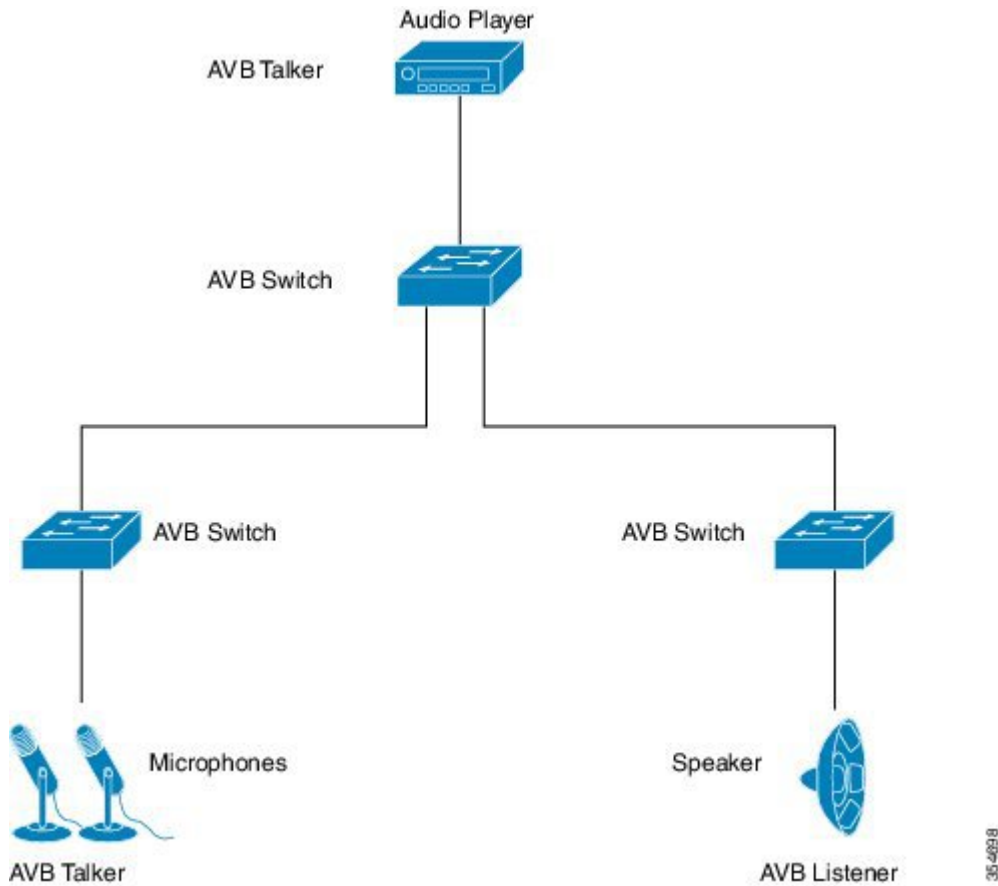 Audio Player
AVB Talker
AVB Switch
AVB Switch
AVB Switch
Microphones
Speaker
AVB Talker
AVB Listener
354698